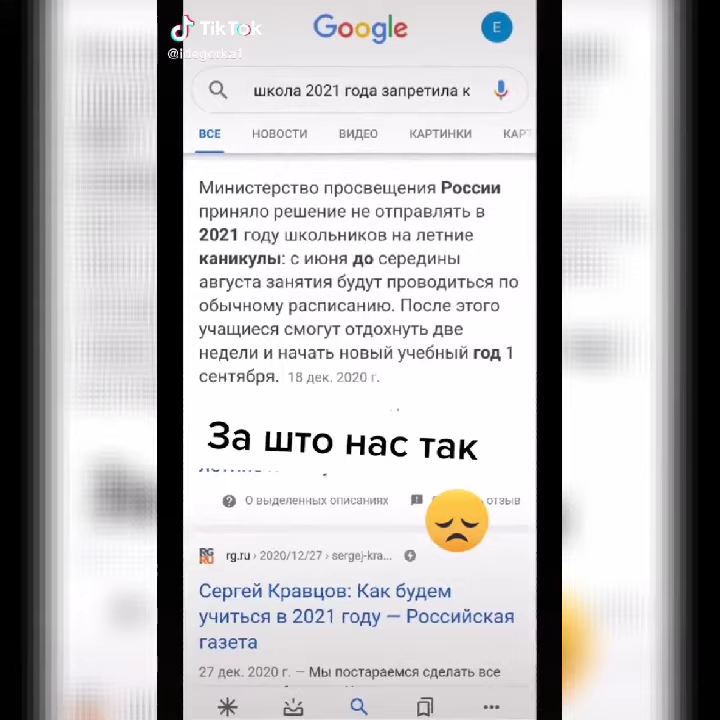 TikTok
Google
E
школа 2021 года запретила к
ВСЕ НОВОСТИ ВИДЕО КАРТИНКИ КАРТ
Министерство просвещения России
приняло решение не отправлять в
2021 году школьников на летние
каникулы: с июня до середины
августа занятия будут проводиться по
обычному расписанию. После этого
учащиеся смогут отдохнуть две
недели и начать новый учебный год 1
сентября. 18 дек. 2020 г.
За што нас так
О выделенных описаниях отзыв
rg.ru › 2020/12/27 › sergej-kra...
Сергей Кравцов: Как будем
учиться в 2021 году — Российская
газета
27 дек. 2020 г. — Мы постараемся сделать все